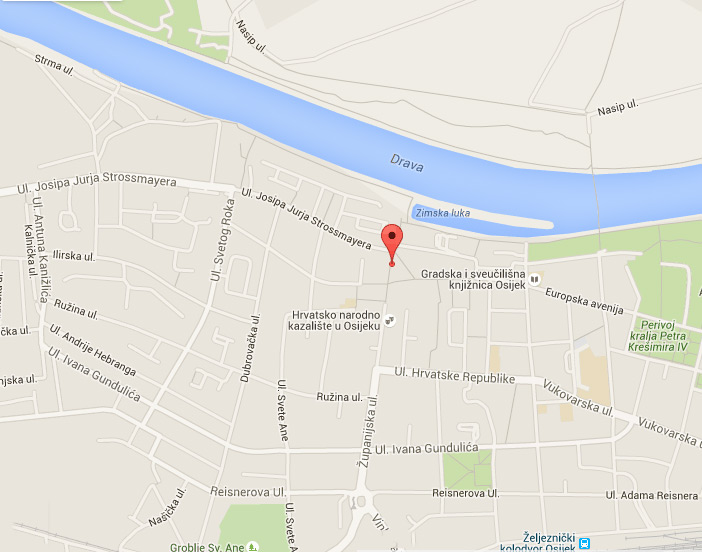 Nasip ul.
Strma ul.
Nasip ul.
Drava
Ul. Josipa Jurja Strossmayera
Ul. Josipa Jurja Strossmayera
Zimska luka
Ul. Antuna Kanižlića
Kalnička ul.
Ul. Svetog Roka
Ilirska ul.
Gradska i sveučilišna
knjižnica Osijek
Europska avenija
Ružina ul.
Hrvatsko narodno
kazalište u Osijeku
Perivoj
kralja Petra
Krešimira IV
Ul. Andrije Hebranga
Dubrovačka ul.
Ul. Ivana Gundulića
Ul. Hrvatske Republike
Ul. Svete Ane
Ružina ul.
Vukovarska ul.
Vukovarska
Županijska ul.
Ul. Ivana Gundulića
Reisnerova Ul.
Reisnerova Ul.
Ul. Adama Reisnera
Našička ul.
Ul. Svete Ane
Željeznički
kolodvor Osijek
Groblje Sv. Ane